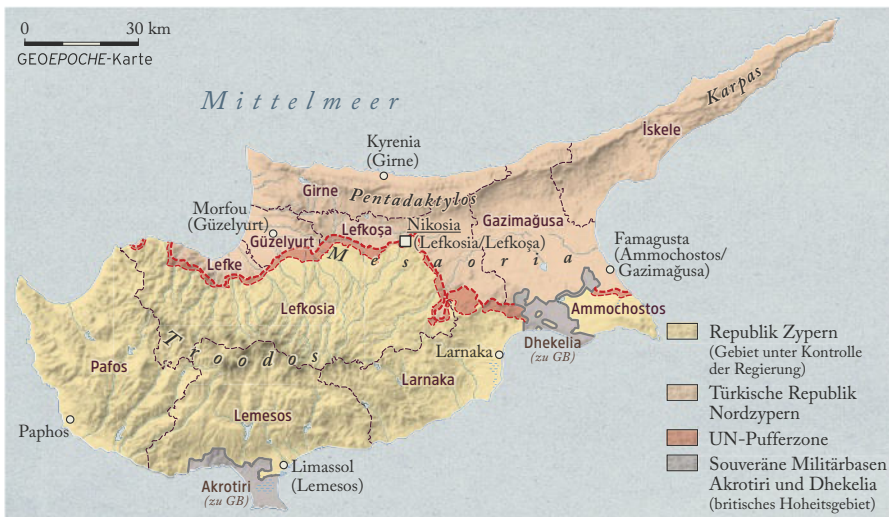 0 30 km
GEOEPOCHE-Karte
Mittelmeer
Karpas
İskele
Kyrenia
(Girne)
Girne
Pentadaktylos
Morfou
(Güzelyurt)
Güzelyurt
Lefkoşa
Nikosia
(Lefkosia/Lefkoşa)
Gazimağusa
Famagusta
(Ammochostos/
Gazimağusa)
Lefke
Mesaoria
Lefkosia
Ammochostos
Troodos
Dhekelia
(zu GB)
Larnaka
Pafos
Larnaka
Lemesos
Paphos
Limassol
(Lemesos)
Akrotiri
(zu GB)
Republik Zypern
(Gebiet unter Kontrolle
der Regierung)
Türkische Republik
Nordzypern
UN-Pufferzone
Souveräne Militärbasen
Akrotiri und Dhekelia
(britisches Hoheitsgebiet)